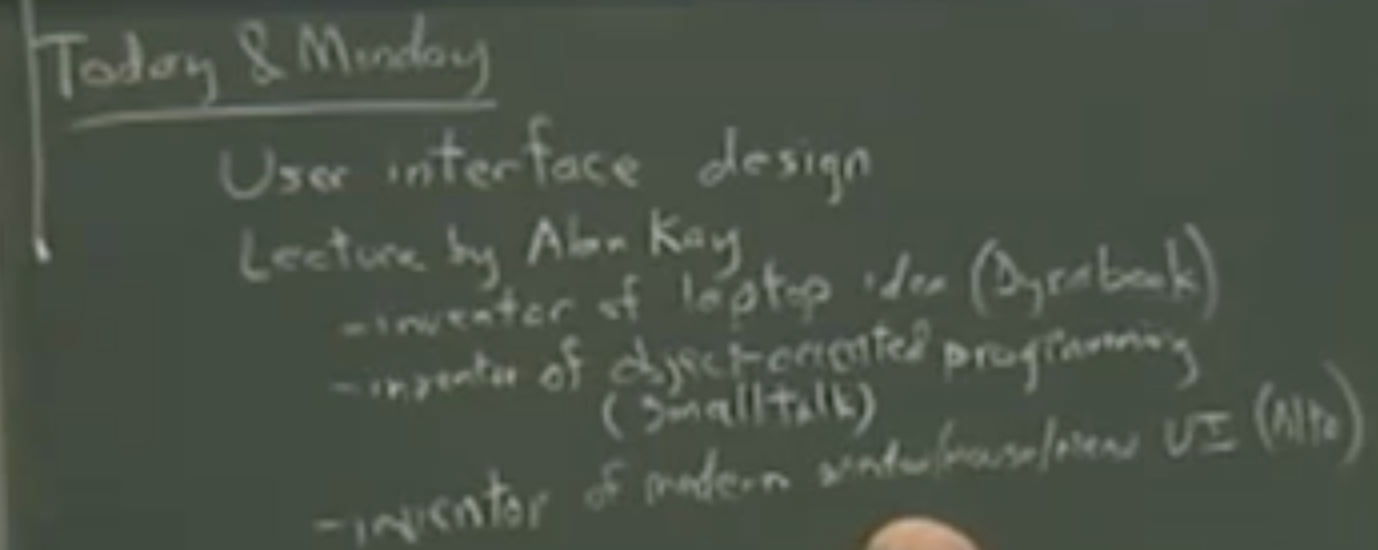 Today & Monday
User interface design
Lecture by Alan Kay
- inventor of laptop idea (Dynabook)
- inventor of object-oriented programming
(Smalltalk)
- inventor of modern window/mouse/menu UI (Alto)